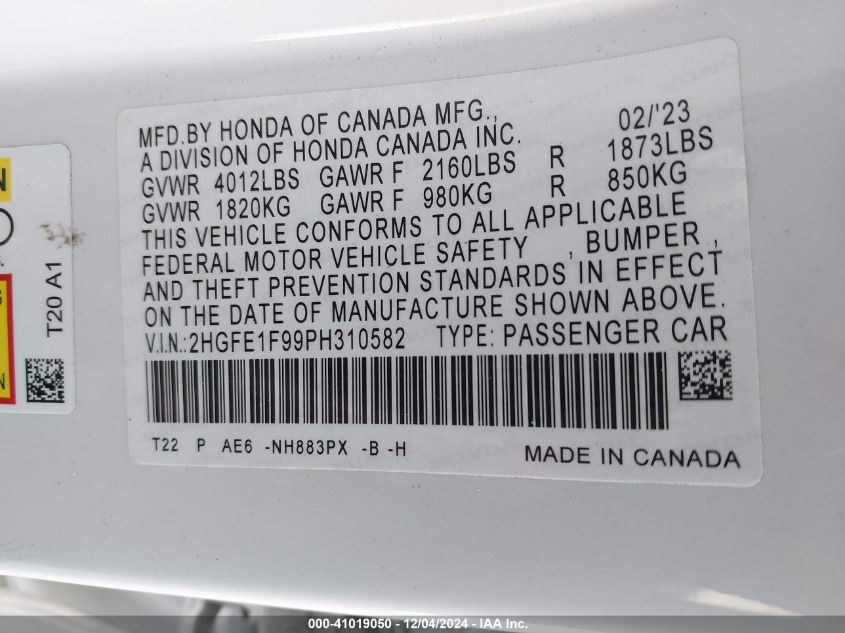 MFD.BY HONDA OF CANADA MFG., 02/'23
A DIVISION OF HONDA CANADA INC.
GVWR 4012LBS GAWR F 2160LBS R 1873LBS
GVWR 1820KG GAWR F 980KG R 850KG
THIS VEHICLE CONFORMS TO ALL APPLICABLE
FEDERAL MOTOR VEHICLE SAFETY , BUMPER ,
AND THEFT PREVENTION STANDARDS IN EFFECT
ON THE DATE OF MANUFACTURE SHOWN ABOVE.
V.I.N.:2HGFE1F99PH310582 TYPE: PASSENGER CAR
T22 P AE6 -NH883PX -B -H
MADE IN CANADA
T20 A1
000-41019050 - 12/04/2024 - IAA Inc.